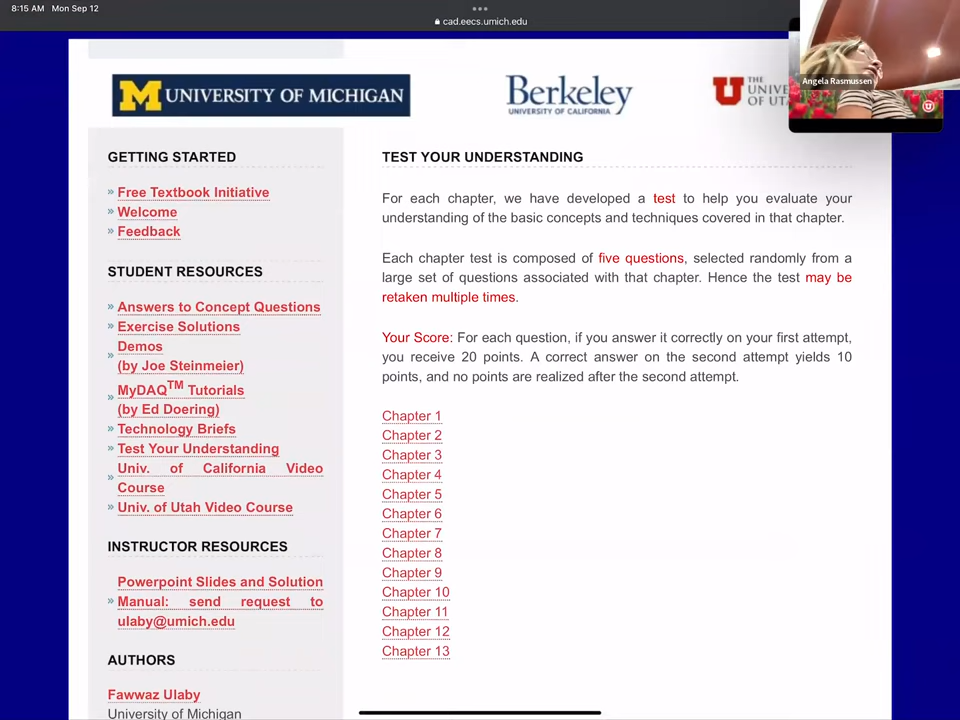 8:15 AM Mon Sep 12
cad.eecs.umich.edu
Angela Rasmussen
M UNIVERSITY OF MICHIGAN
Berkeley
UNIVERSITY OF CALIFORNIA
U THE
GETTING STARTED
» Free Textbook Initiative
» Welcome
» Feedback
STUDENT RESOURCES
» Answers to Concept Questions
» Exercise Solutions
» Demos
(by Joe Steinmeier)
» MyDAQ™ Tutorials
(by Ed Doering)
» Technology Briefs
» Test Your Understanding
» Univ. of California Video
Course
» Univ. of Utah Video Course
INSTRUCTOR RESOURCES
» Powerpoint Slides and Solution
Manual: send request to
ulaby@umich.edu
AUTHORS
Fawwaz Ulaby
University of Michigan
TEST YOUR UNDERSTANDING
For each chapter, we have developed a test to help you evaluate your
understanding of the basic concepts and techniques covered in that chapter.
Each chapter test is composed of five questions, selected randomly from a
large set of questions associated with that chapter. Hence the test may be
retaken multiple times.
Your Score: For each question, if you answer it correctly on your first attempt,
you receive 20 points. A correct answer on the second attempt yields 10
points, and no points are realized after the second attempt.
Chapter 1
Chapter 2
Chapter 3
Chapter 4
Chapter 5
Chapter 6
Chapter 7
Chapter 8
Chapter 9
Chapter 10
Chapter 11
Chapter 12
Chapter 13